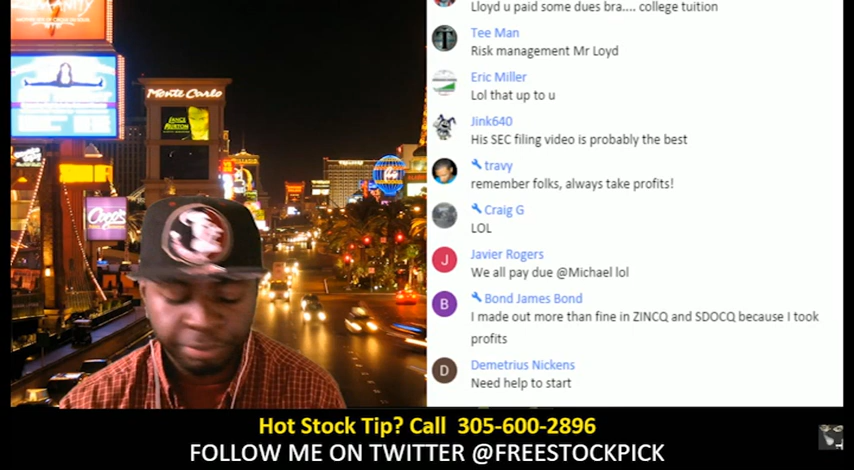 Monte Carlo
LANCE
BURTON
Lloyd u paid some dues bra.... college tuition
Tee Man
Risk management Mr Loyd
Eric Miller
Lol that up to u
Jink640
His SEC filing video is probably the best
travy
remember folks, always take profits!
Craig G
LOL
J
Javier Rogers
We all pay due @Michael lol
B
Bond James Bond
I made out more than fine in ZINCQ and SDOCQ because I took
profits
D
Demetrius Nickens
Need help to start
Hot Stock Tip? Call 305-600-2896
FOLLOW ME ON TWITTER @FREESTOCKPICK